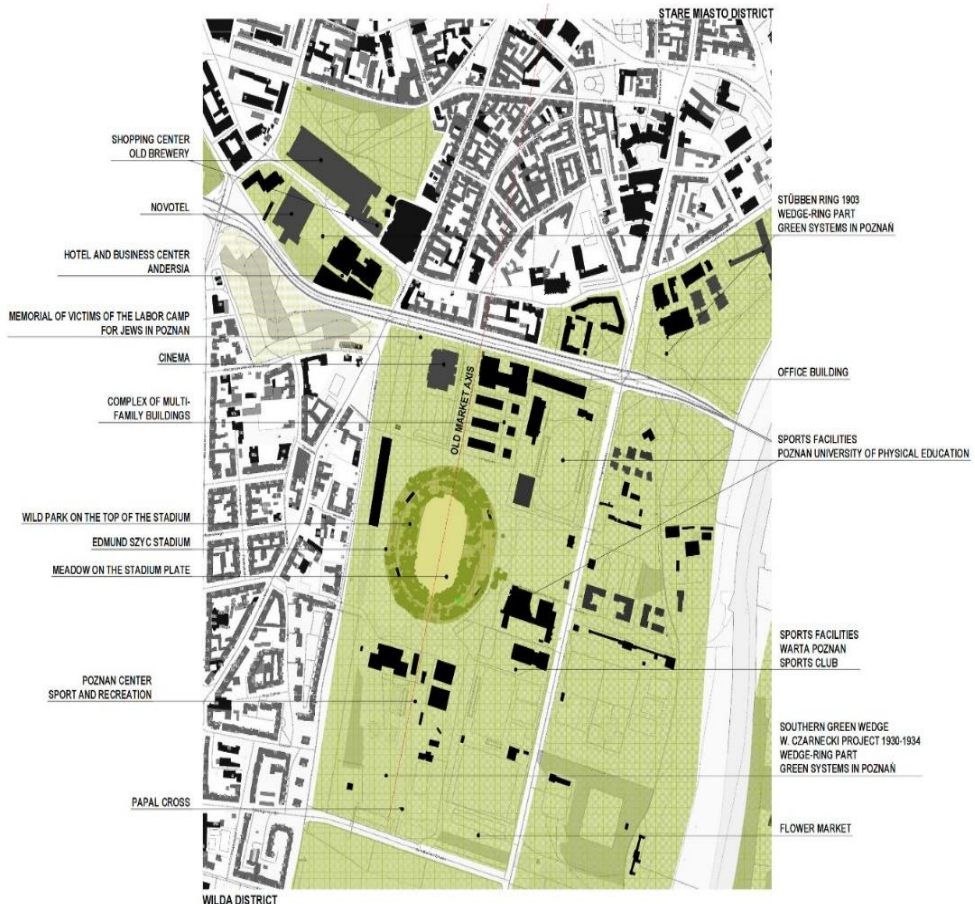 STARE MIASTO DISTRICT
SHOPPING CENTER
OLD BREWERY
NOVOTEL
HOTEL AND BUSINESS CENTER
ANDERSIA
MEMORIAL OF VICTIMS OF THE LABOR CAMP
FOR JEWS IN POZNAN
CINEMA
COMPLEX OF MULTI-
FAMILY BUILDINGS
WILD PARK ON THE TOP OF THE STADIUM
EDMUND SZYC STADIUM
MEADOW ON THE STADIUM PLATE
POZNAN CENTER
SPORT AND RECREATION
PAPAL CROSS
WILDA DISTRICT
OLD MARKET AXIS
STÜBBEN RING 1903
WEDGE-RING PART
GREEN SYSTEMS IN POZNAŃ
OFFICE BUILDING
SPORTS FACILITIES
POZNAN UNIVERSITY OF PHYSICAL EDUCATION
SPORTS FACILITIES
WARTA POZNAN
SPORTS CLUB
SOUTHERN GREEN WEDGE
W. CZARNECKI PROJECT 1930-1934
WEDGE-RING PART
GREEN SYSTEMS IN POZNAŃ
FLOWER MARKET